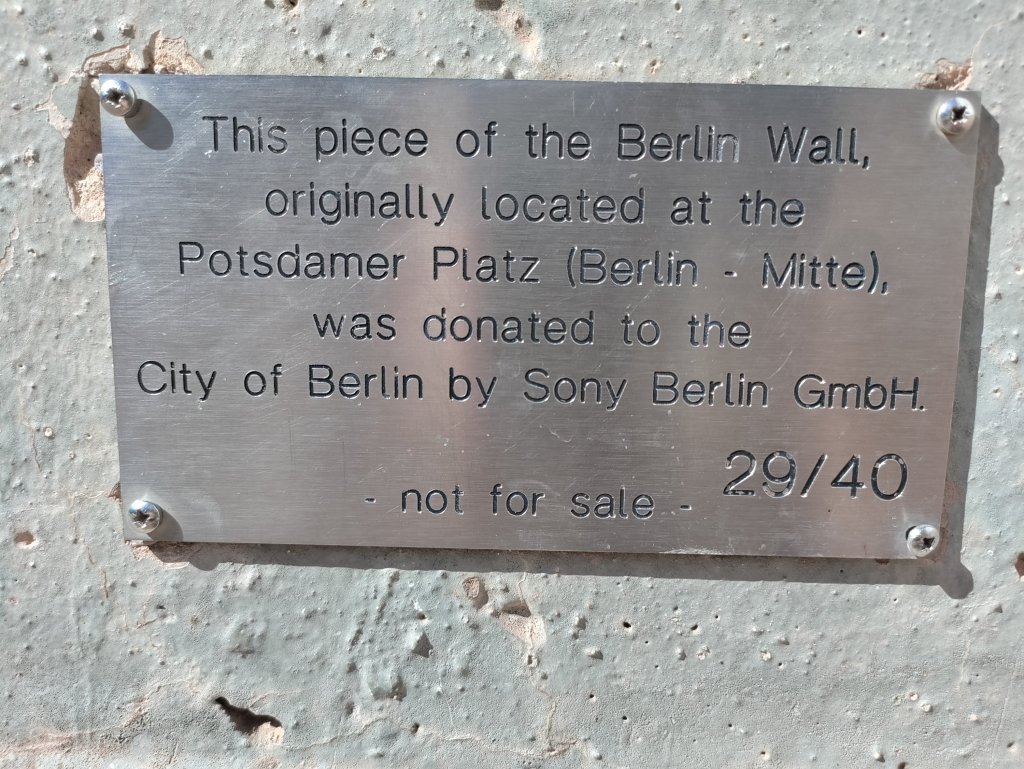 This piece of the Berlin Wall,
originally located at the
Potsdamer Platz (Berlin - Mitte),
was donated to the
City of Berlin by Sony Berlin GmbH.
- not for sale - 29/40